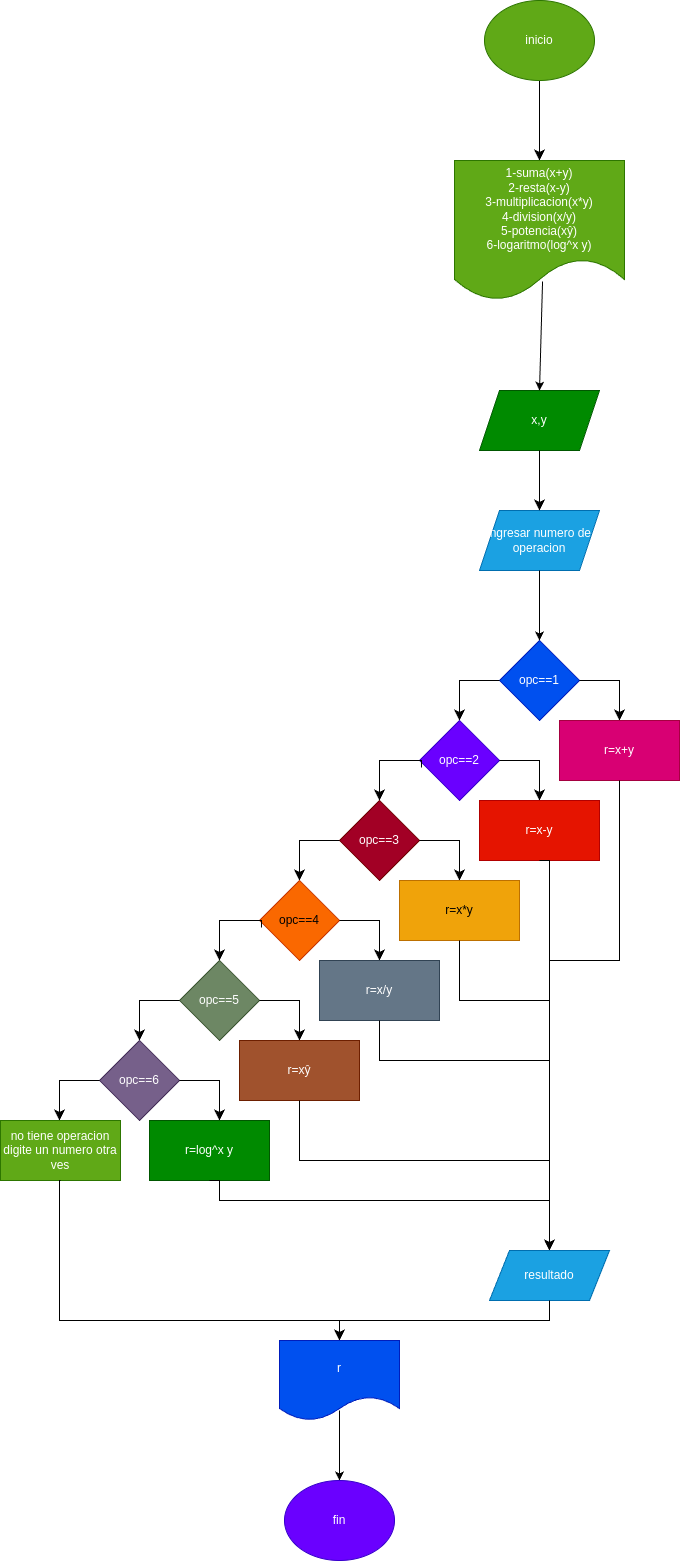 inicio
1-suma(x+y)
2-resta(x-y)
3-multiplicacion(x*y)
4-division(x/y)
5-potencia(xŷ)
6-logaritmo(log^x y)
x,y
ngresar numero de
operacion
opc==1
r=x+y
opc==2
r=x-y
opc==3
r=x*y
opc==4
r=x/y
opc==5
r=xŷ
opc==6
no tiene operacion
digite un numero otra
ves
r=log^x y
resultado
r
fin